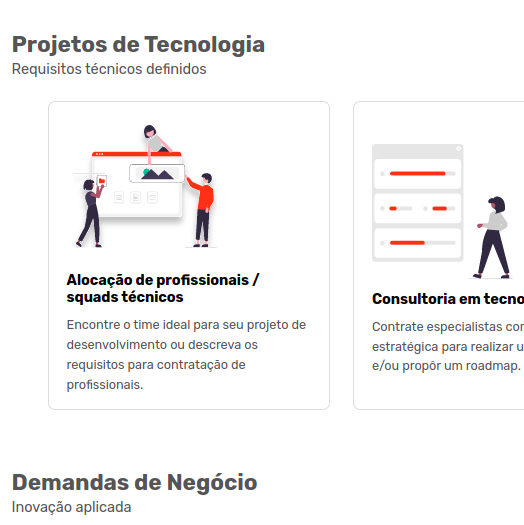 Projetos de Tecnologia
Requisitos técnicos definidos
Alocação de profissionais /
squads técnicos
Encontre o time ideal para seu projeto de
desenvolvimento ou descreva os
requisitos para contratação de
profissionais.
Consultoria em tecno
Contrate especialistas con
estratégica para realizar u
e/ou propôr um roadmap.
Demandas de Negócio
Inovação aplicada